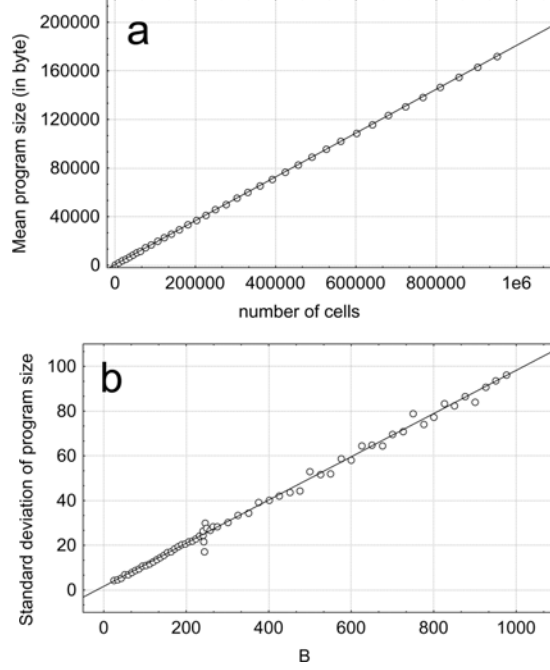 a
200000
160000
120000
80000
40000
0
Mean program size (in byte)
0 200000 400000 600000 800000 1e6
number of cells
b
100
80
60
40
20
0
Standard deviation of program size
0 200 400 600 800 1000
B